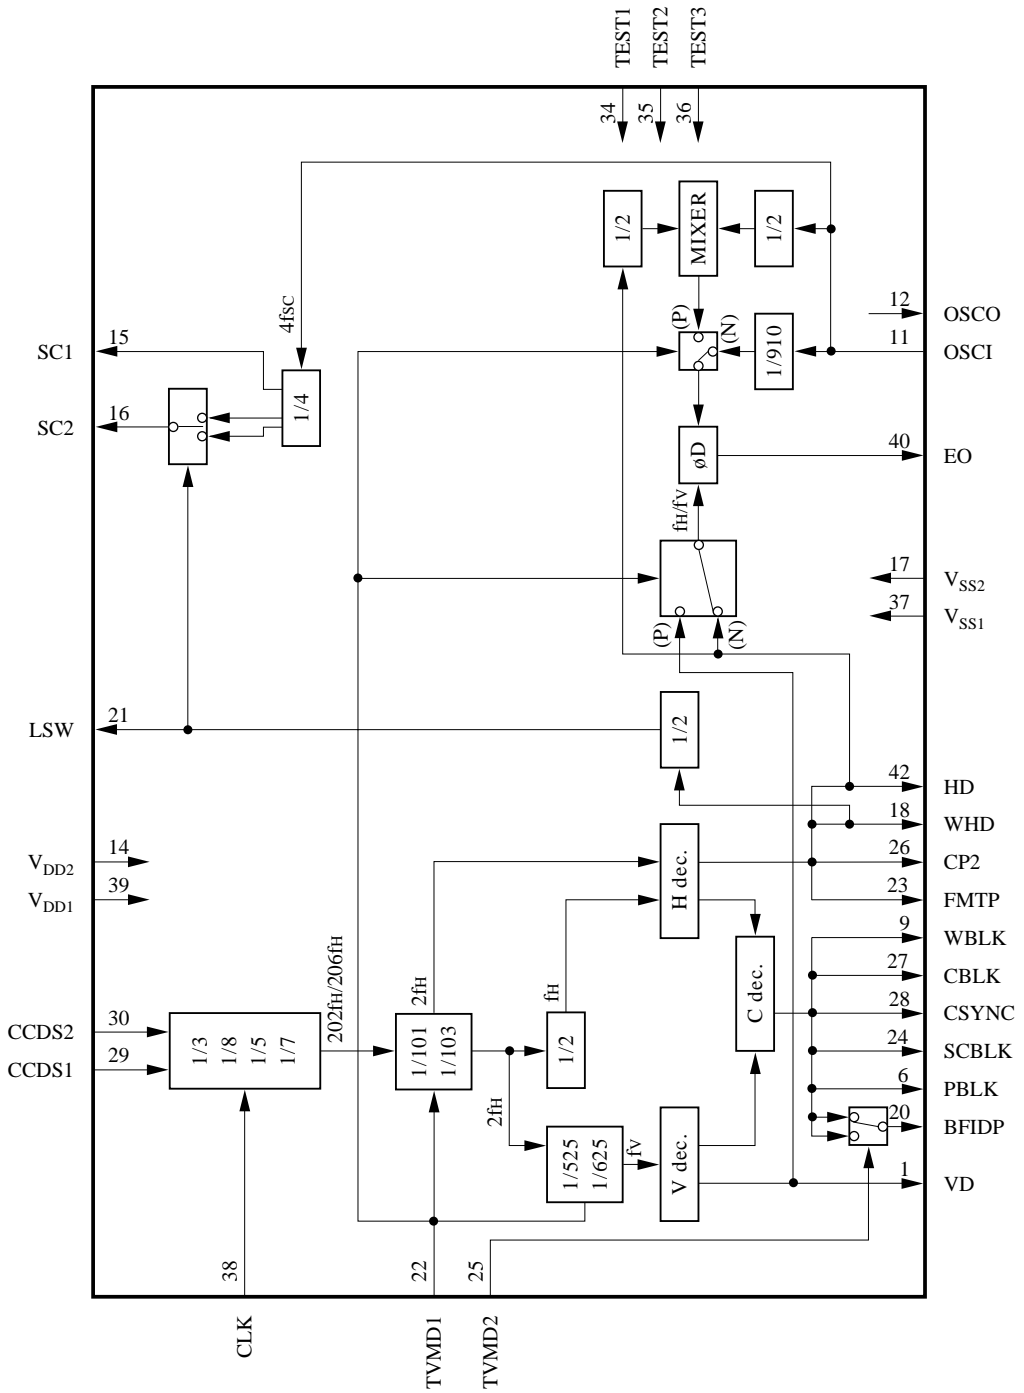 TEST1
TEST2
TEST3
34
35
36
1/2
MIXER
1/2
4fSC
(P)
(N)
12
OSCO
SC1
15
11
OSCI
1/910
1/4
SC2
16
øD
40
EO
fH/fV
17
VSS2
37
VSS1
(P)
(N)
LSW
21
1/2
42
HD
18
WHD
VDD2
14
26
CP2
VDD1
39
23
FMTP
H dec.
9
WBLK
202fH/206fH
2fH
fH
27
CBLK
C dec.
CCDS2
30
28
CSYNC
CCDS1
29
24
SCBLK
1/3
1/8
1/5
1/7
1/101
1/103
1/2
6
PBLK
2fH
20
BFIDP
1/525
1/625
fV
V dec.
1
VD
38
22
25
CLK
TVMD1
TVMD2